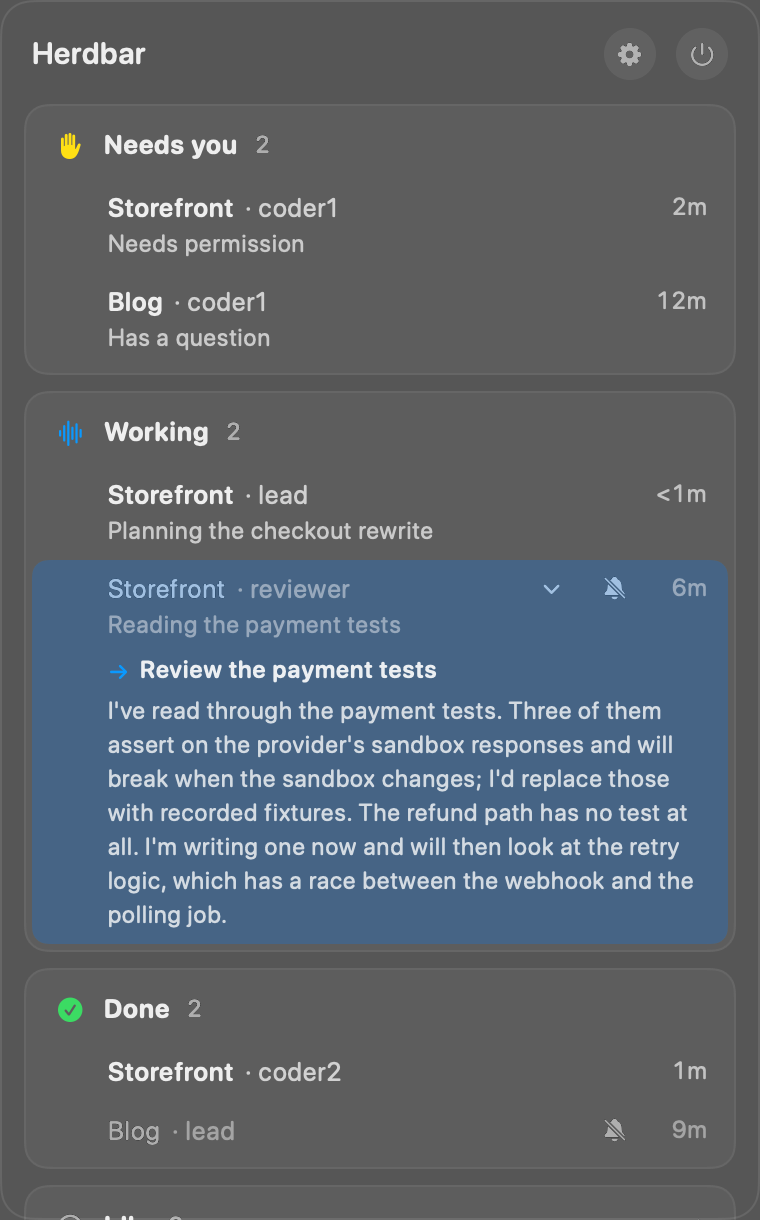 Herdbar
Needs you 2
Storefront · coder1 2m
Needs permission
Blog · coder1 12m
Has a question
Working 2
Storefront · lead <1m
Planning the checkout rewrite
Storefront · reviewer 6m
Reading the payment tests
→ Review the payment tests
I've read through the payment tests. Three of them
assert on the provider's sandbox responses and will
break when the sandbox changes; I'd replace those
with recorded fixtures. The refund path has no test at
all. I'm writing one now and will then look at the retry
logic, which has a race between the webhook and the
polling job.
Done 2
Storefront · coder2 1m
Blog · lead 9m